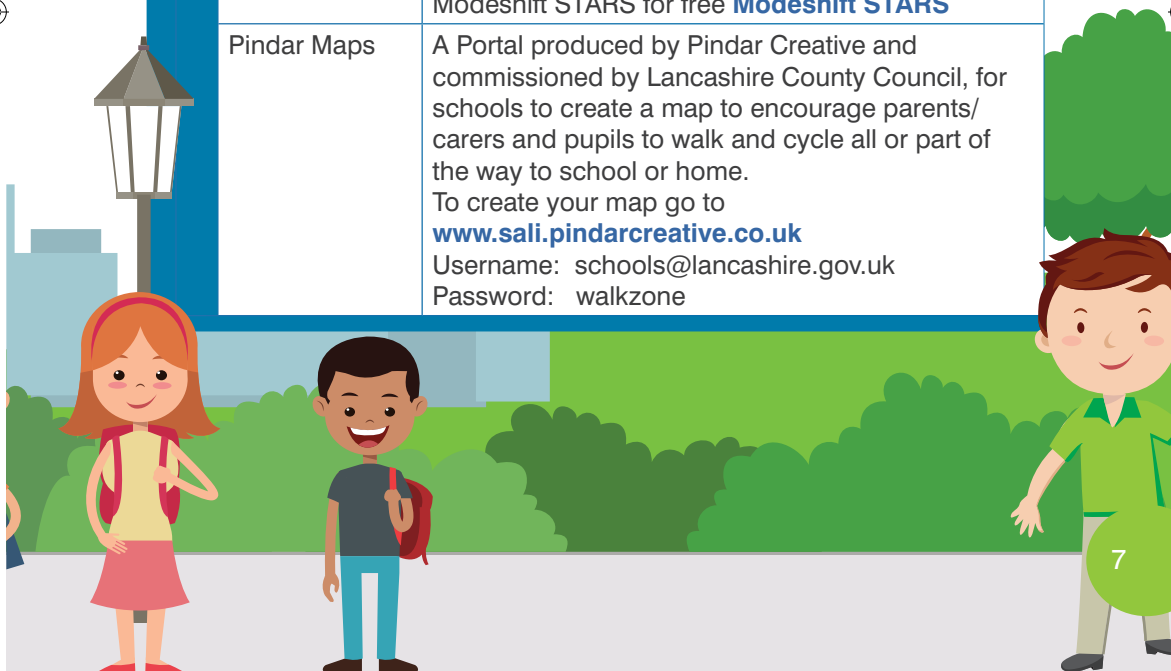 Modeshift STARS for free Modeshift STARS
Pindar Maps
A Portal produced by Pindar Creative and
commissioned by Lancashire County Council, for
schools to create a map to encourage parents/
carers and pupils to walk and cycle all or part of
the way to school or home.
To create your map go to
www.sali.pindarcreative.co.uk
Username: schools@lancashire.gov.uk
Password: walkzone
7